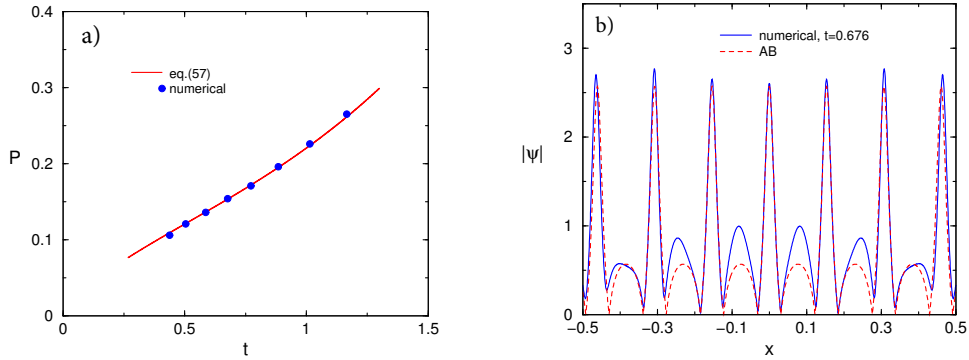 a)
0.4
0.3
0.2
0.1
0
P
eq.(57)
numerical
0
0.5
1
1.5
t
b)
3
2
1
0
|ψ|
numerical, t=0.676
AB
−0.5
−0.3
−0.1
0.1
0.3
0.5
x